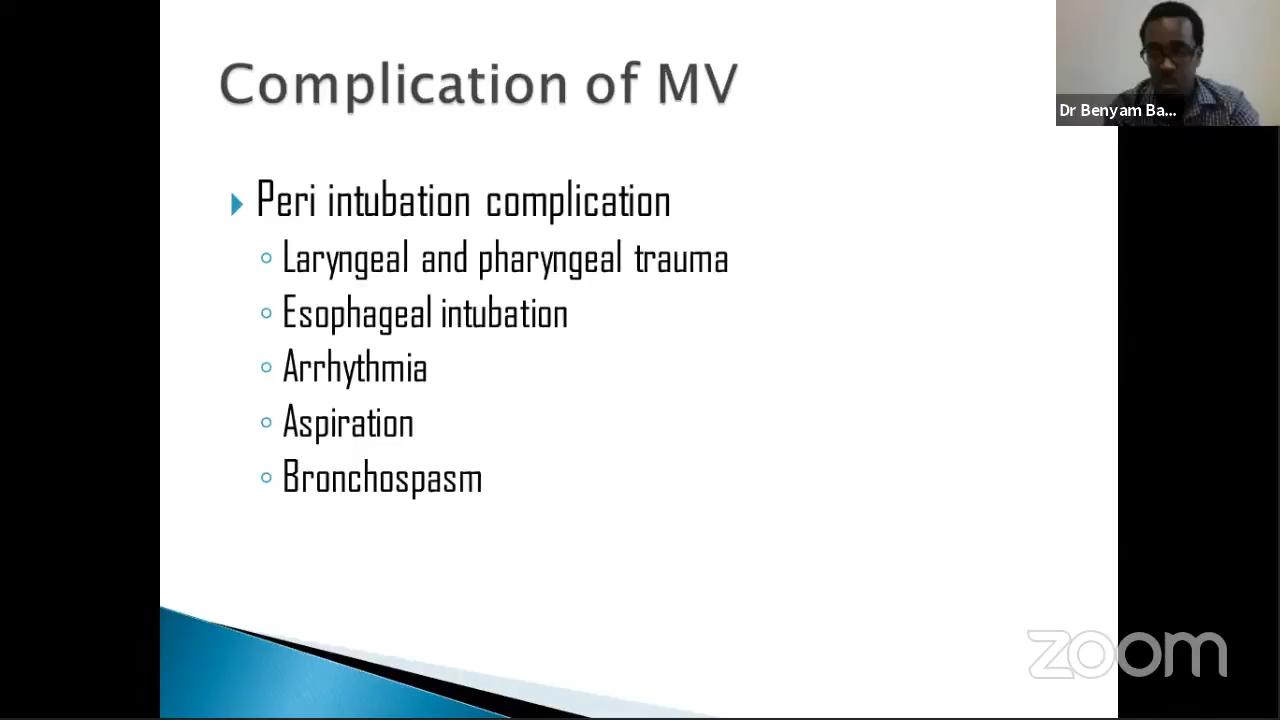 Complication of MV
Dr Benyam Ba...
Peri intubation complication
Laryngeal and pharyngeal trauma
Esophageal intubation
Arrhythmia
Aspiration
Bronchospasm
zoom